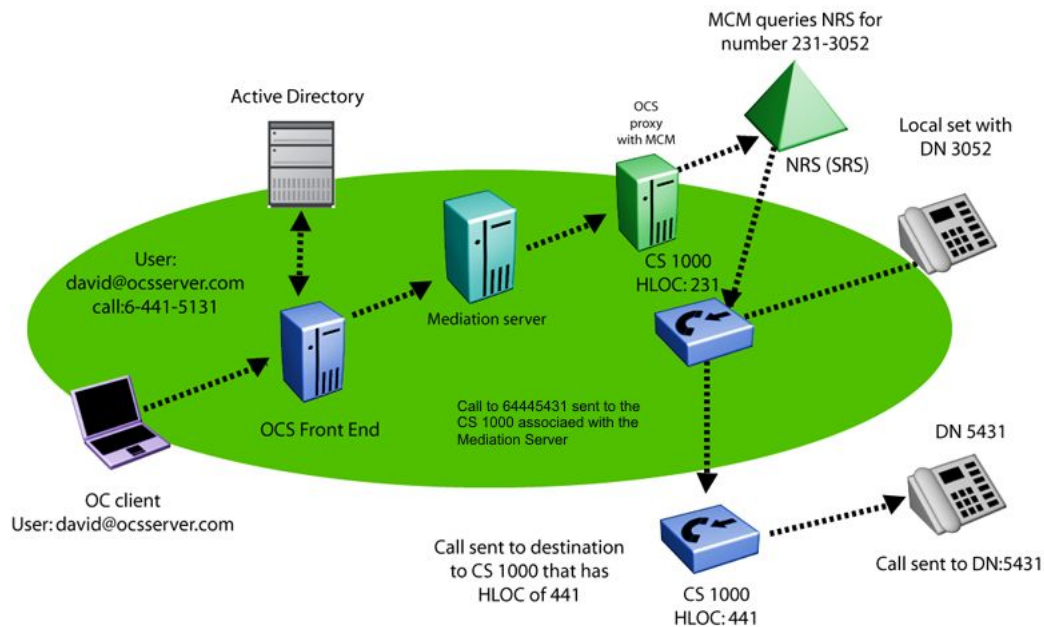 MCM queries NRS for
number 231-3052
Active Directory
OCS
proxy
with MCM
Local set with
DN 3052
NRS (SRS)
User:
david@ocsserver.com
call:6-441-5131
CS 1000
HLOC: 231
Mediation server
OCS Front End
Call to 64445431 sent to the
CS 1000 associaed with the
Mediation Server
DN 5431
OC client
User: david@ocsserver.com
Call sent to destination
to CS 1000 that has
HLOC of 441
CS 1000
HLOC: 441
Call sent to DN:5431